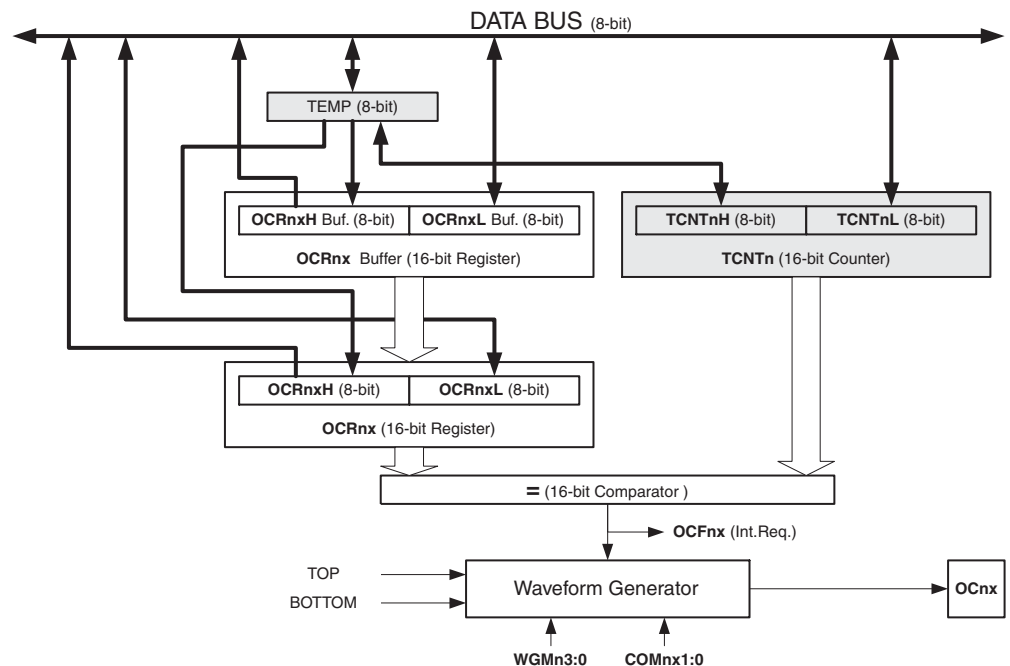 DATA BUS (8-bit)
TEMP (8-bit)
OCRnxH Buf. (8-bit) OCRnxL Buf. (8-bit)
OCRnx Buffer (16-bit Register)
TCNTnH (8-bit) TCNTnL (8-bit)
TCNTn (16-bit Counter)
OCRnxH (8-bit) OCRnxL (8-bit)
OCRnx (16-bit Register)
= (16-bit Comparator )
OCFnx (Int.Req.)
TOP
BOTTOM
Waveform Generator
OCnx
WGMn3:0 COMnx1:0